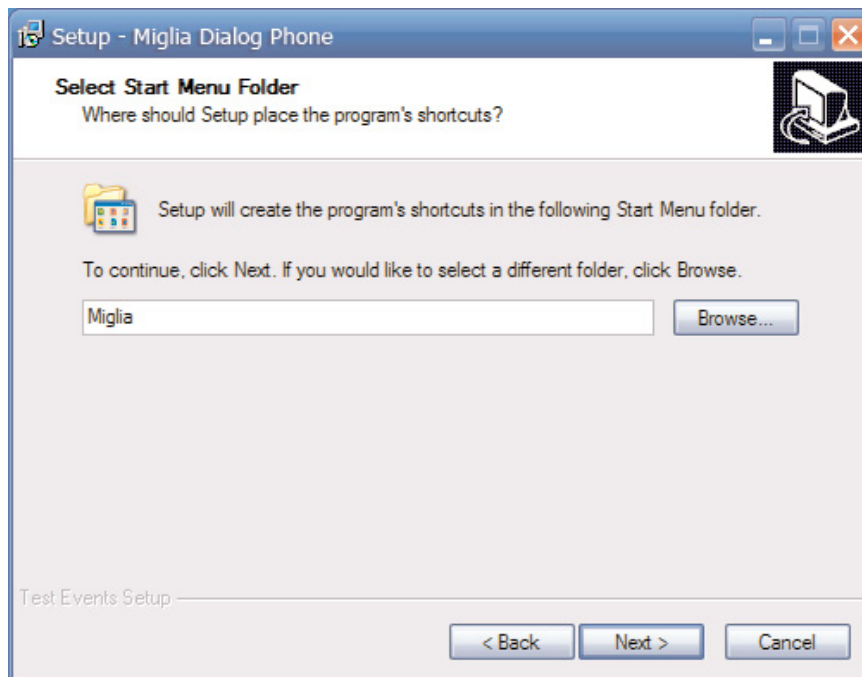 Setup - Miglia Dialog Phone
Select Start Menu Folder
Where should Setup place the program's shortcuts?
Setup will create the program's shortcuts in the following Start Menu folder.
To continue, click Next. If you would like to select a different folder, click Browse.
Miglia
Browse...
Test Events Setup
< Back
Next >
Cancel